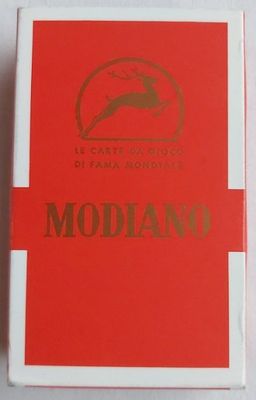 LE CARTE DA GIOCO
DI FAMA MONDIALE
MODIANO